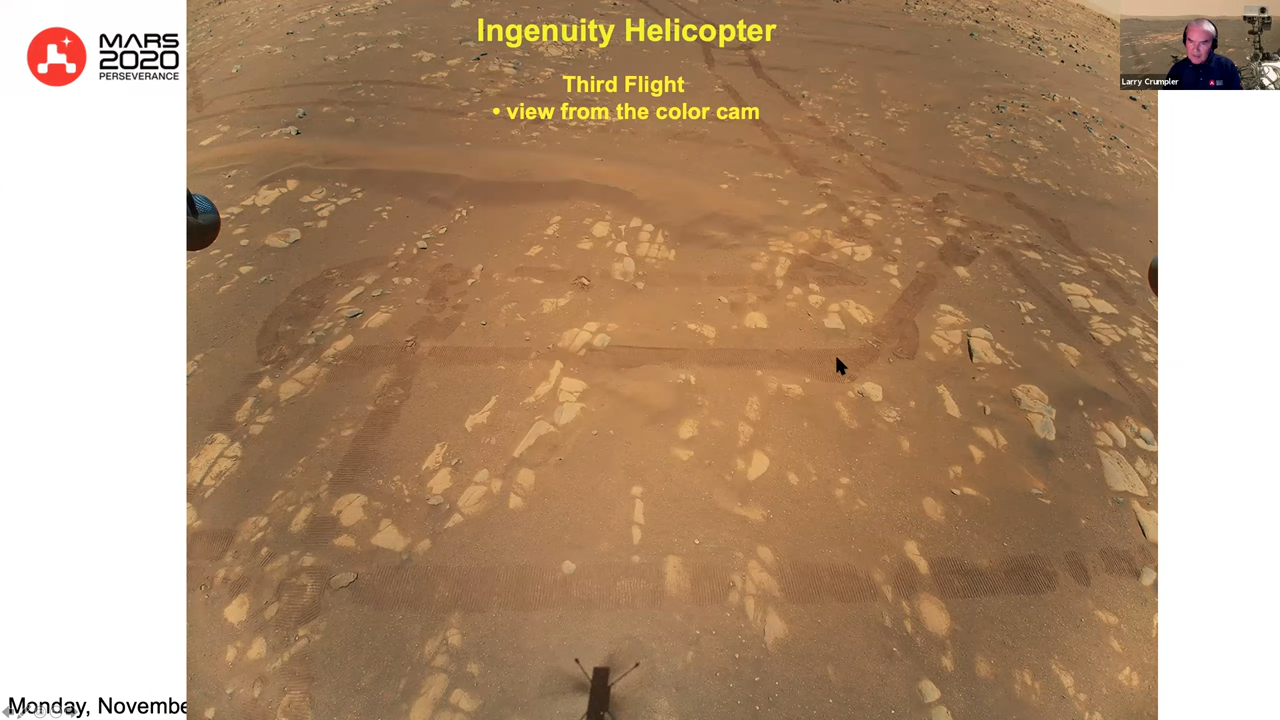 MARS
2020
PERSEVERANCE
Ingenuity Helicopter
Third Flight
• view from the color cam
Larry Crumpler
Monday, Novembe